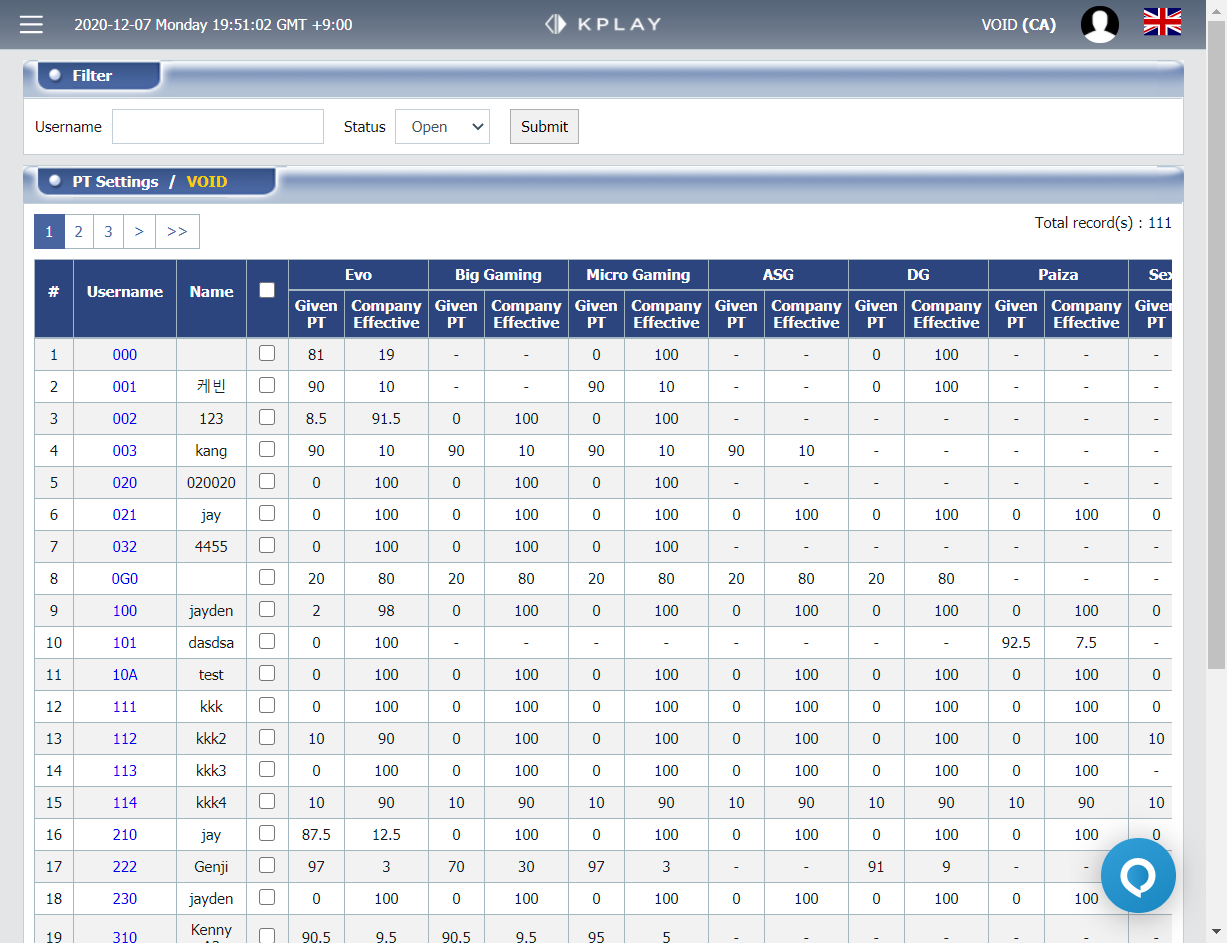 2020-12-07 Monday 19:51:02 GMT +9:00 KPLAY VOID (CA)
Filter
Username Status Open Submit
PT Settings / VOID
1 2 3 > >> Total record(s) : 111
# Username Name Evo Big Gaming Micro Gaming ASG DG Paiza Sex
Given PT Company Effective Given PT Company Effective Given PT Company Effective Given PT Company Effective Given PT Company Effective Given PT Company Effective Given PT
1 000 81 19 - - 0 100 - - 0 100 - - -
2 001 케빈 90 10 - - 90 10 - - 0 100 - - -
3 002 123 8.5 91.5 0 100 0 100 - - - - - - -
4 003 kang 90 10 90 10 90 10 90 10 - - - - -
5 020 020020 0 100 0 100 0 100 - - - - - - -
6 021 jay 0 100 0 100 0 100 0 100 0 100 0 100 0
7 032 4455 0 100 0 100 0 100 - - - - - - -
8 0G0 20 80 20 80 20 80 20 80 20 80 - - -
9 100 jayden 2 98 0 100 0 100 0 100 0 100 0 100 0
10 101 dasdsa 0 100 - - - - - - - - 92.5 7.5 -
11 10A test 0 100 0 100 0 100 0 100 0 100 0 100 0
12 111 kkk 0 100 0 100 0 100 0 100 0 100 0 100 0
13 112 kkk2 10 90 0 100 0 100 0 100 0 100 0 100 10
14 113 kkk3 0 100 0 100 0 100 0 100 0 100 0 100 -
15 114 kkk4 10 90 10 90 10 90 10 90 10 90 10 90 10
16 210 jay 87.5 12.5 0 100 0 100 0 100 0 100 0 100 0
17 222 Genji 97 3 70 30 97 3 - - 91 9 - -
18 230 jayden 0 100 0 100 0 100 0 100 0 100 0 100 0
19 310 Kenny 90.5 9.5 90.5 9.5 95 5 - - - - - - -